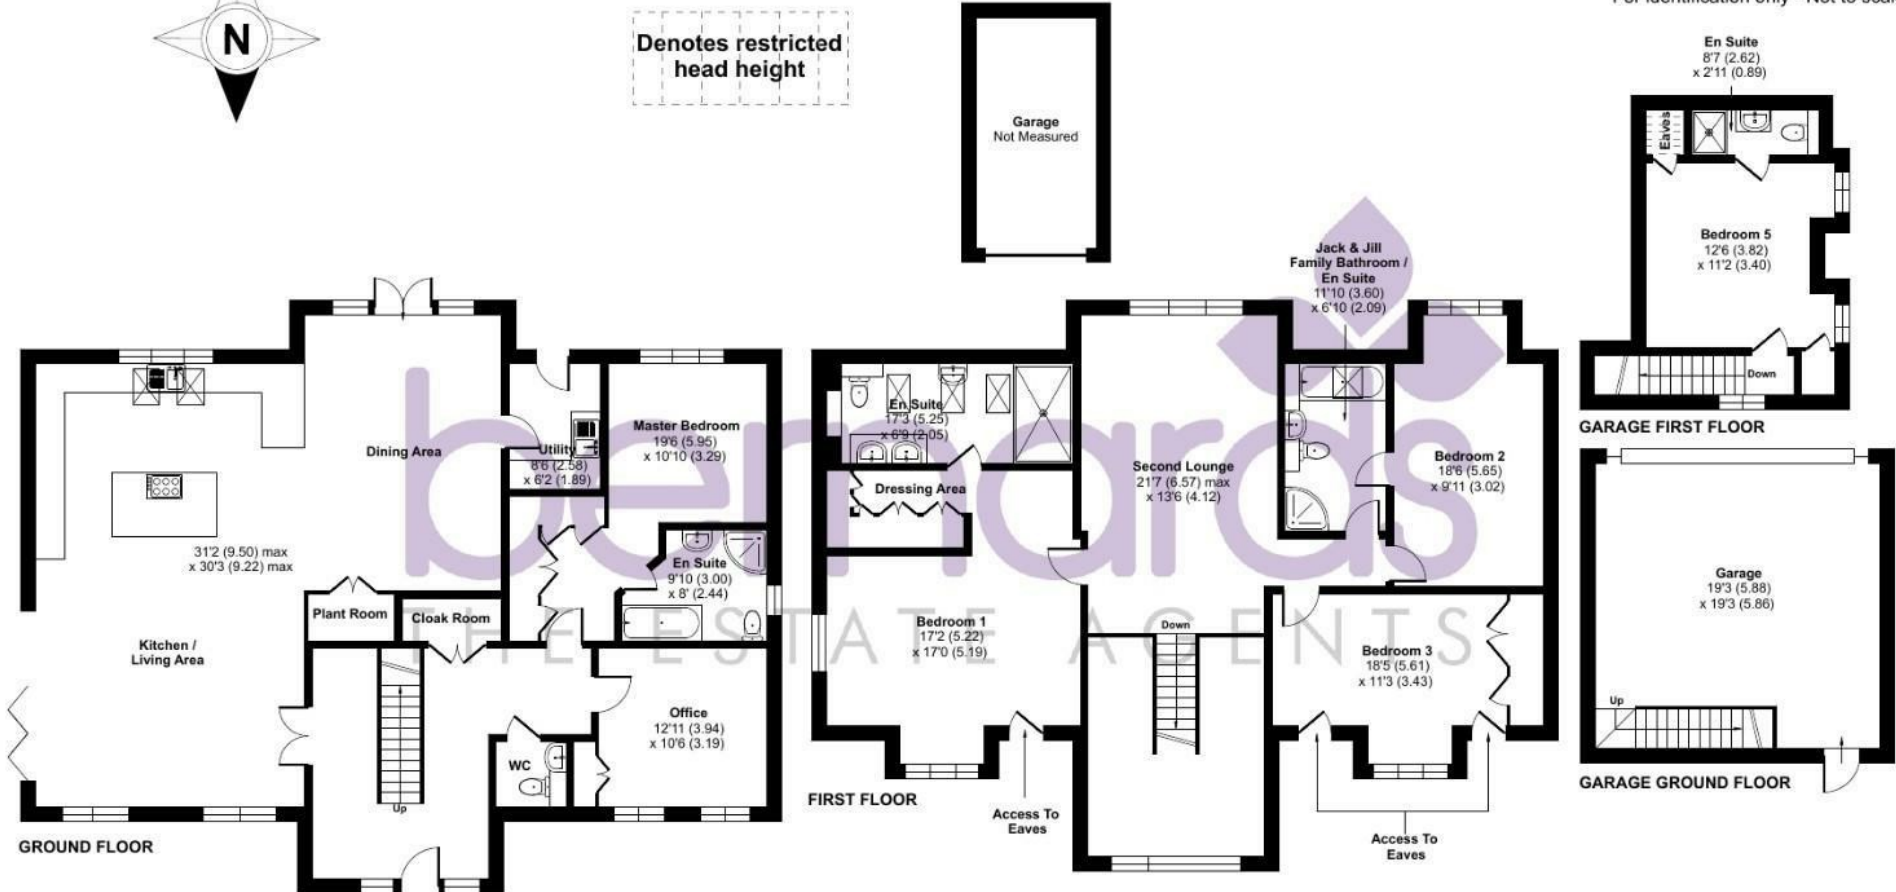 For identification only - Not to scale
N
Denotes restricted
head height
Garage
Not Measured
En Suite
8'7 (2.62)
x 2'11 (0.89)
Eaves
Bedroom 5
12'6 (3.82)
x 11'2 (3.40)
Down
GARAGE FIRST FLOOR
Dining Area
Utility
8'6 (2.58)
x 6'2 (1.89)
Master Bedroom
19'6 (5.95)
x 10'10 (3.29)
En Suite
9'10 (3.00)
x 8' (2.44)
31'2 (9.50) max
x 30'3 (9.22) max
Plant Room
Cloak Room
Kitchen /
Living Area
Office
12'11 (3.94)
x 10'6 (3.19)
WC
Up
GROUND FLOOR
Jack & Jill
Family Bathroom /
En Suite
11'10 (3.60)
x 6'10 (2.09)
En Suite
17'3 (5.25)
x 6'9 (2.05)
Dressing Area
Second Lounge
21'7 (6.57) max
x 13'6 (4.12)
Bedroom 2
18'6 (5.65)
x 9'11 (3.02)
Bedroom 1
17'2 (5.22)
x 17'0 (5.19)
Down
Bedroom 3
18'5 (5.61)
x 11'3 (3.43)
FIRST FLOOR
Access To
Eaves
Access To
Eaves
Garage
19'3 (5.88)
x 19'3 (5.86)
Up
GARAGE GROUND FLOOR
bernards
THE ESTATE AGENTS